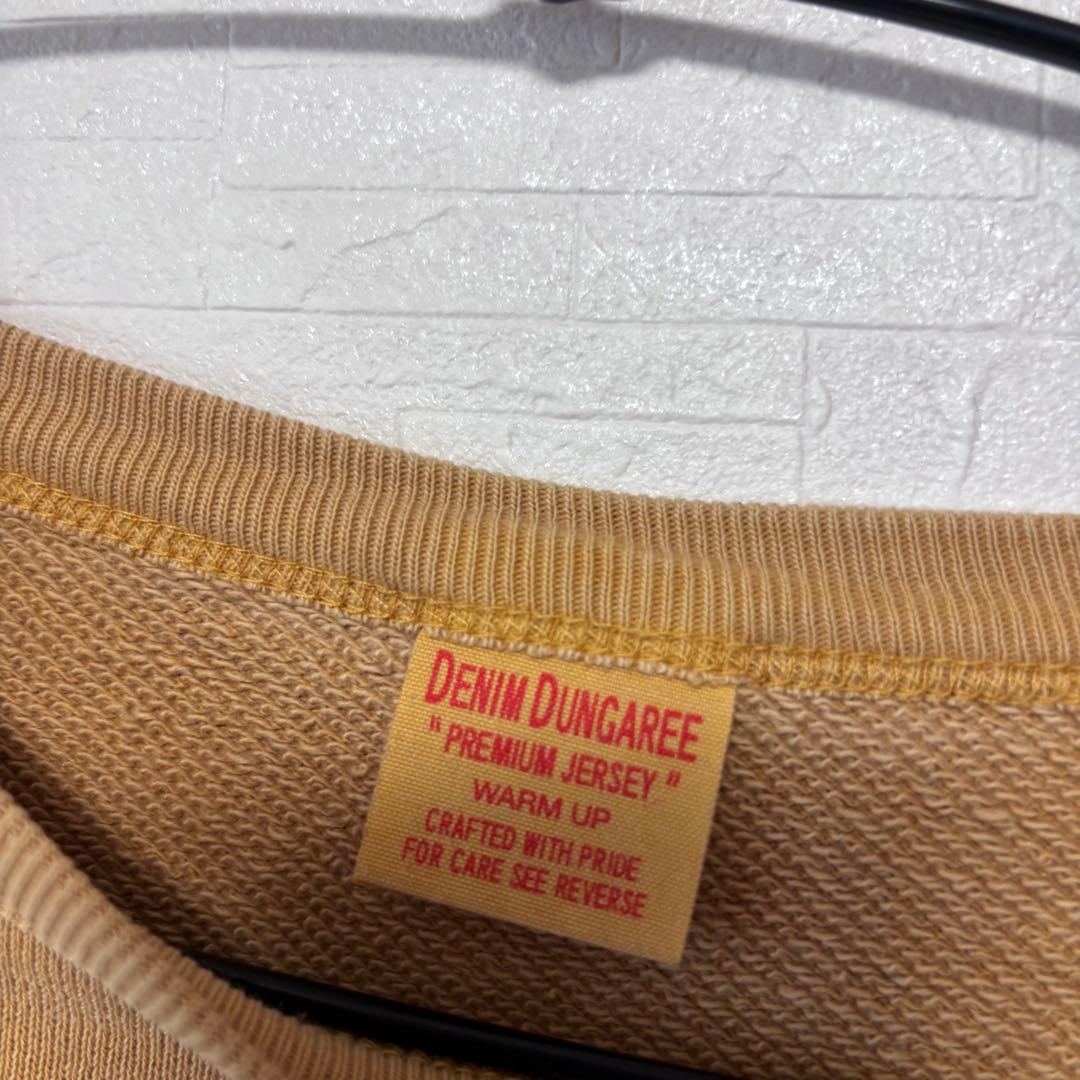 DENIM DUNGAREE
"PREMIUM JERSEY"
WARM UP
CRAFTED WITH PRIDE
FOR CARE SEE REVERSE